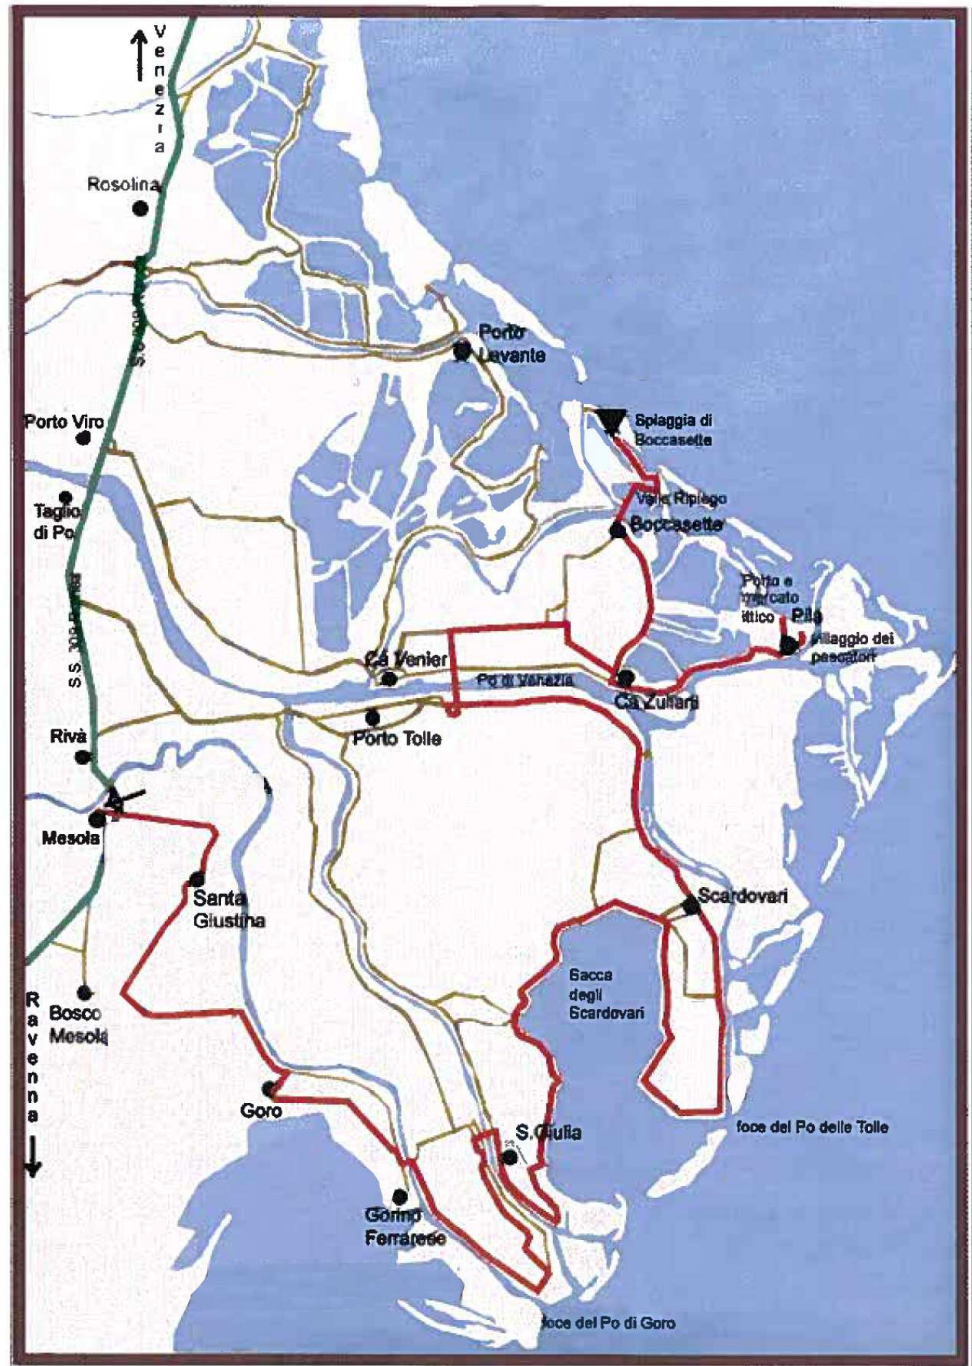 Venezia
Rosolina
Porto
Levante
Porto Viro
Spiaggia di
Boccasette
Valle Ripiego
Taglio
di Po
Boccasette
Porto e
mercato
ittico
Pila
Villaggio dei
pescatori
S.S. 309 Romea
Cà Venier
Po di Venezia
Cà Zuliani
Porto Tolle
Rivà
Mesola
Santa
Giustina
Scardovari
Sacca
degli
Scardovari
Bosco
Mesola
Ravenna
Goro
S.Giulia
foce del Po delle Tolle
Gorino
Ferrarese
foce del Po di Goro